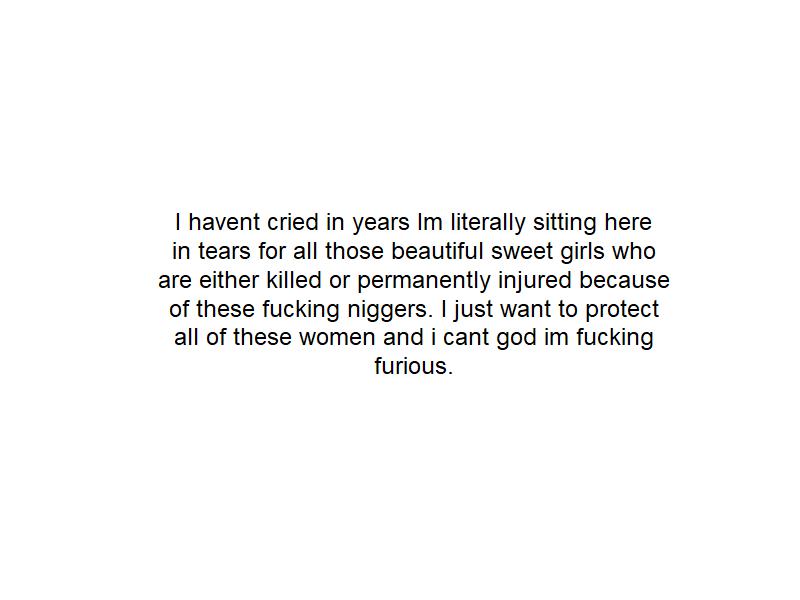 I havent cried in years Im literally sitting here
in tears for all those beautiful sweet girls who
are either killed or permanently injured because
of these fucking niggers. I just want to protect
all of these women and i cant god im fucking
furious.